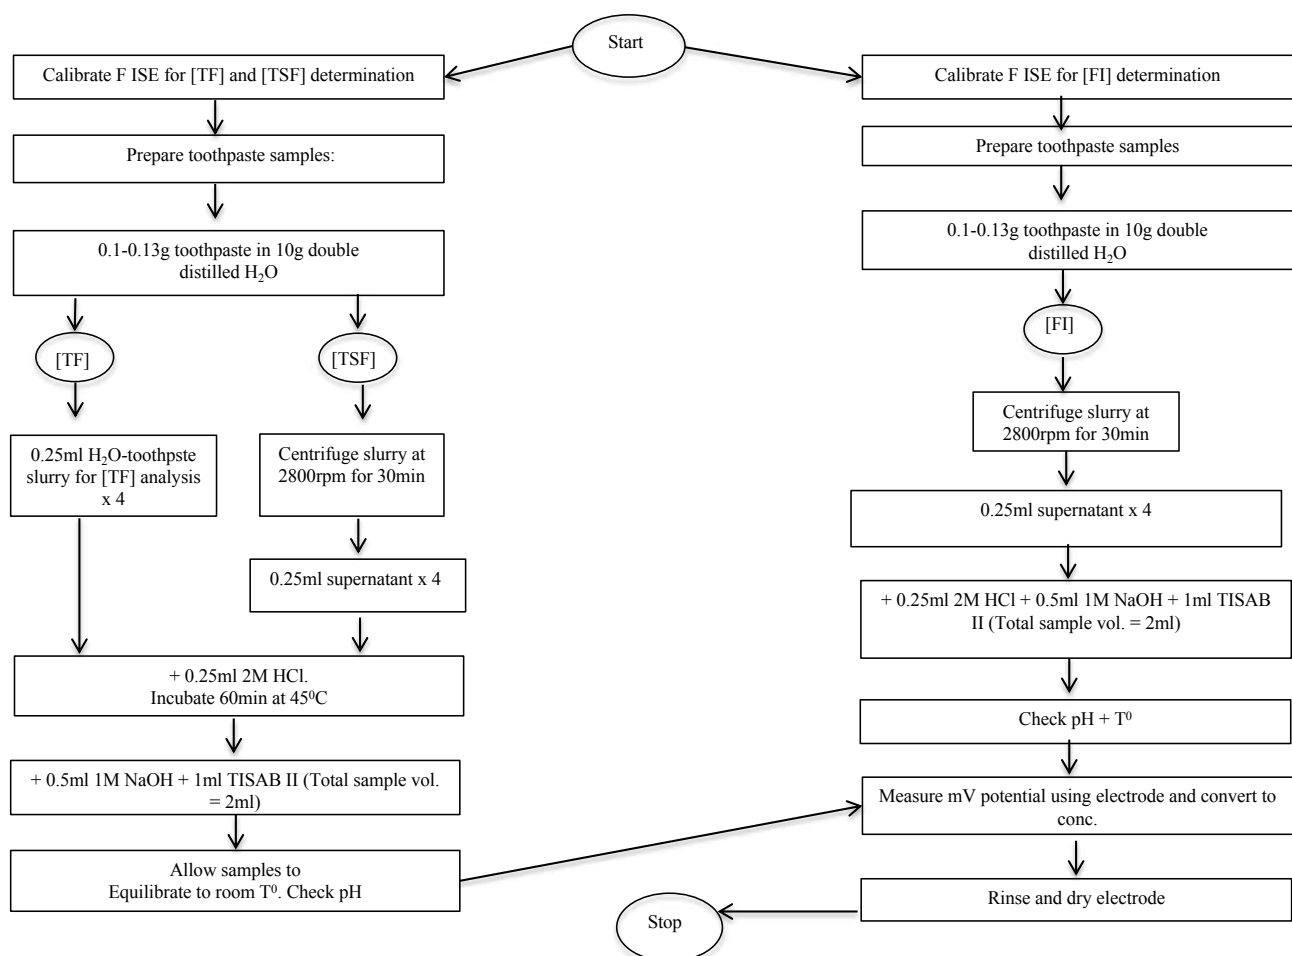 Start
Calibrate F ISE for [TF] and [TSF] determination
Prepare toothpaste samples:
0.1-0.13g toothpaste in 10g double
distilled H₂O
[TF]
[TSF]
0.25ml H₂O-toothpste
slurry for [TF] analysis
x 4
Centrifuge slurry at
2800rpm for 30min
0.25ml supernatant x 4
+ 0.25ml 2M HCl.
Incubate 60min at 45⁰C
+ 0.5ml 1M NaOH + 1ml TISAB II (Total sample vol.
= 2ml)
Allow samples to
Equilibrate to room T⁰. Check pH
Calibrate F ISE for [FI] determination
Prepare toothpaste samples
0.1-0.13g toothpaste in 10g double
distilled H₂O
[FI]
Centrifuge slurry at
2800rpm for 30min
0.25ml supernatant x 4
+ 0.25ml 2M HCl + 0.5ml 1M NaOH + 1ml TISAB
II (Total sample vol. = 2ml)
Check pH + T⁰
Measure mV potential using electrode and convert to
conc.
Rinse and dry electrode
Stop